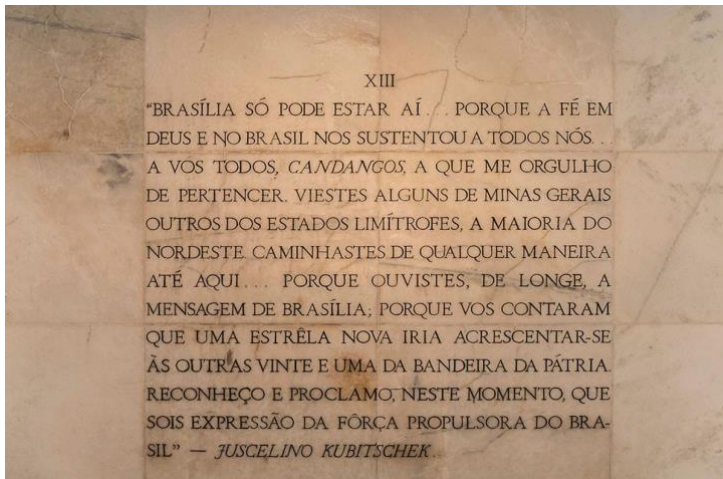 XIII
“BRASÍLIA SÓ PODE ESTAR AÍ... PORQUE A FÉ EM
DEUS E NO BRASIL NOS SUSTENTOU A TODOS NÓS..
A VOS TODOS, CANDANGOS, A QUE ME ORGULHO
DE PERTENCER. VIESTES ALGUNS DE MINAS GERAIS
OUTROS DOS ESTADOS LIMÍTROFES, A MAIORIA DO
NORDESTE. CAMINHASTES DE QUALQUER MANEIRA
ATÉ AQUI... PORQUE OUVISTES, DE LONGE, A
MENSAGEM DE BRASÍLIA; PORQUE VOS CONTARAM
QUE UMA ESTRÊLA NOVA IRIA ACRESCENTAR-SE
ÀS OUTRAS VINTE E UMA DA BANDEIRA DA PÁTRIA.
RECONHEÇO E PROCLAMO, NESTE MOMENTO, QUE
SOIS EXPRESSÃO DA FÔRÇA PROPULSORA DO BRA-
SIL” — JUSCELINO KUBITSCHEK.